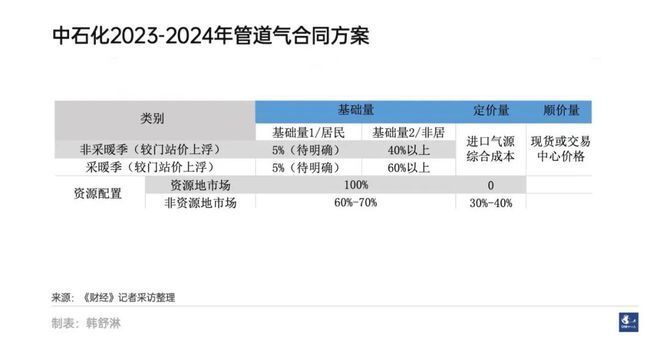 中石化2023-2024年管道气合同方案
类别 基础量 定价量 顺价量
基础量1/居民 基础量2/非居 进口气源综合成本 现货或交易中心价格
非采暖季（较门站价上浮） 5%（待明确） 40%以上
采暖季（较门站价上浮） 5%（待明确） 60%以上
资源配置 资源地市场 100% 0
非资源地市场 60%-70% 30%-40%
来源：《财经》记者采访整理
制表：韩舒淋